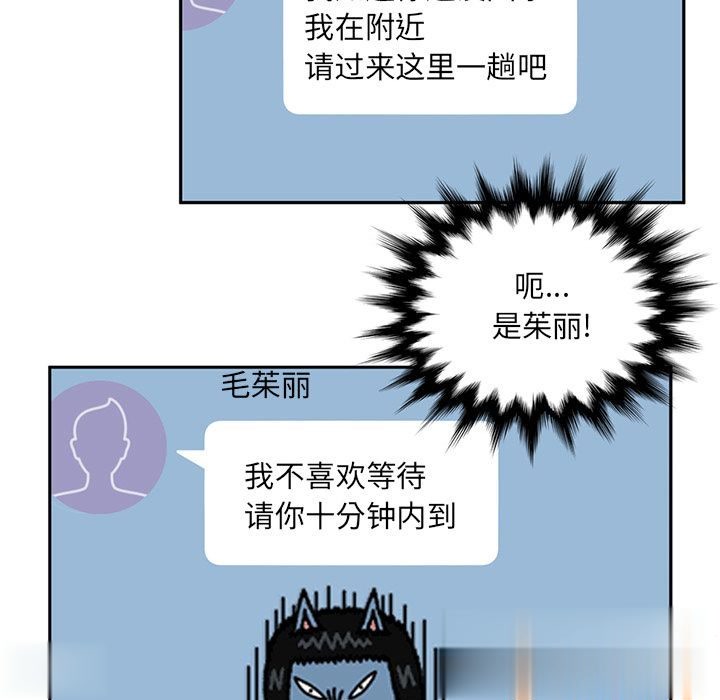 我在附近
请过来这里一趟吧
呃…
是茱丽!
毛茱丽
我不喜欢等待
请你十分钟内到